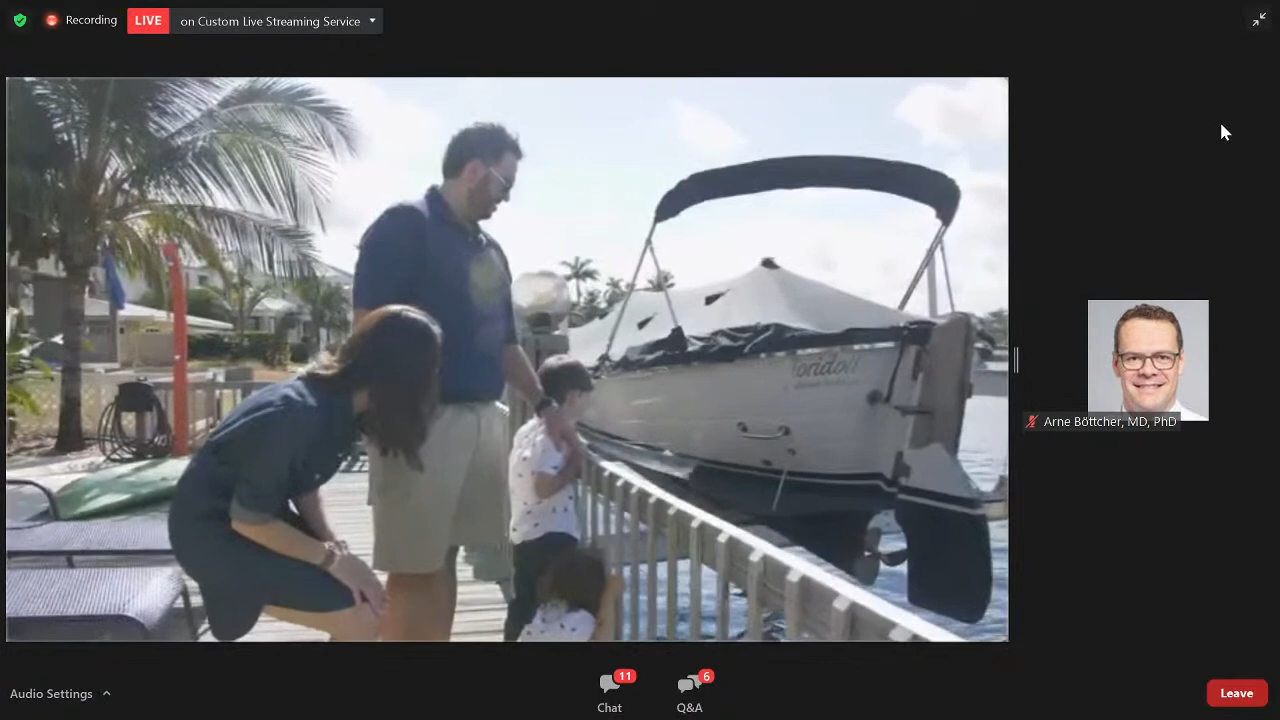 Recording
LIVE
on Custom Live Streaming Service
Arne Böttcher, MD, PhD
Audio Settings
11
6
Chat
Q&A
Leave